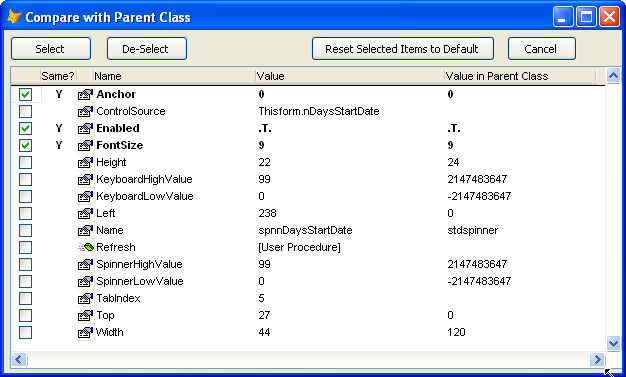 Compare with Parent Class
Select De-Select Reset Selected Items to Default Cancel
Same? Name Value Value in Parent Class
Y Anchor 0 0
ControlSource Thisform.nDaysStartDate
Y Enabled .T. .T.
Y FontSize 9 9
Height 22 24
KeyboardHighValue 99 2147483647
KeyboardLowValue 0 -2147483647
Left 238 0
Name spnnDaysStartDate stdspinner
Refresh [User Procedure]
SpinnerHighValue 99 2147483647
SpinnerLowValue 0 -2147483647
TabIndex 5
Top 27 0
Width 44 120